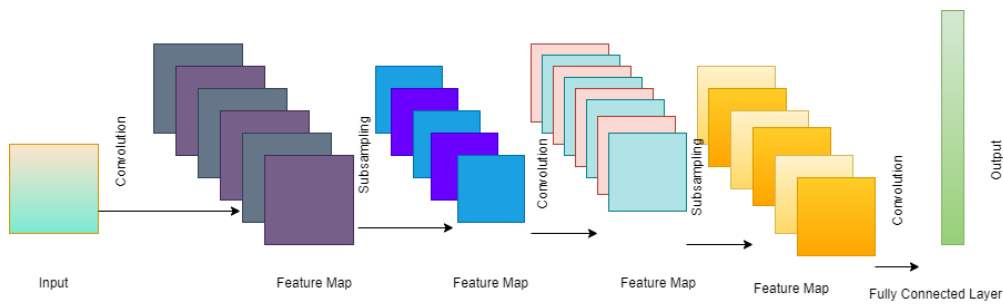 Convolution
Subsampling
Convolution
Subsampling
Convolution
Output
Input
Feature Map
Feature Map
Feature Map
Feature Map
Fully Connected Layer